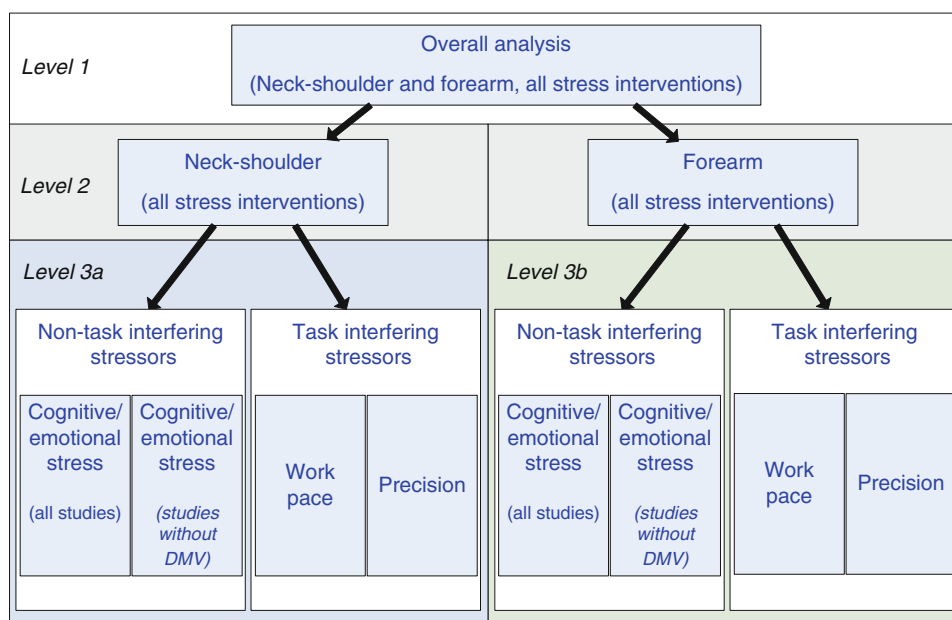 Level 1
Overall analysis
(Neck-shoulder and forearm, all stress interventions)
Level 2
Neck-shoulder
(all stress interventions)
Forearm
(all stress interventions)
Level 3a
Non-task interfering
stressors
Cognitive/
emotional
stress
(all studies)
Cognitive/
emotional
stress
(studies
without
DMV)
Task interfering
stressors
Work
pace
Precision
Level 3b
Non-task interfering
stressors
Cognitive/
emotional
stress
(all studies)
Cognitive/
emotional
stress
(studies
without
DMV)
Task interfering
stressors
Work
pace
Precision